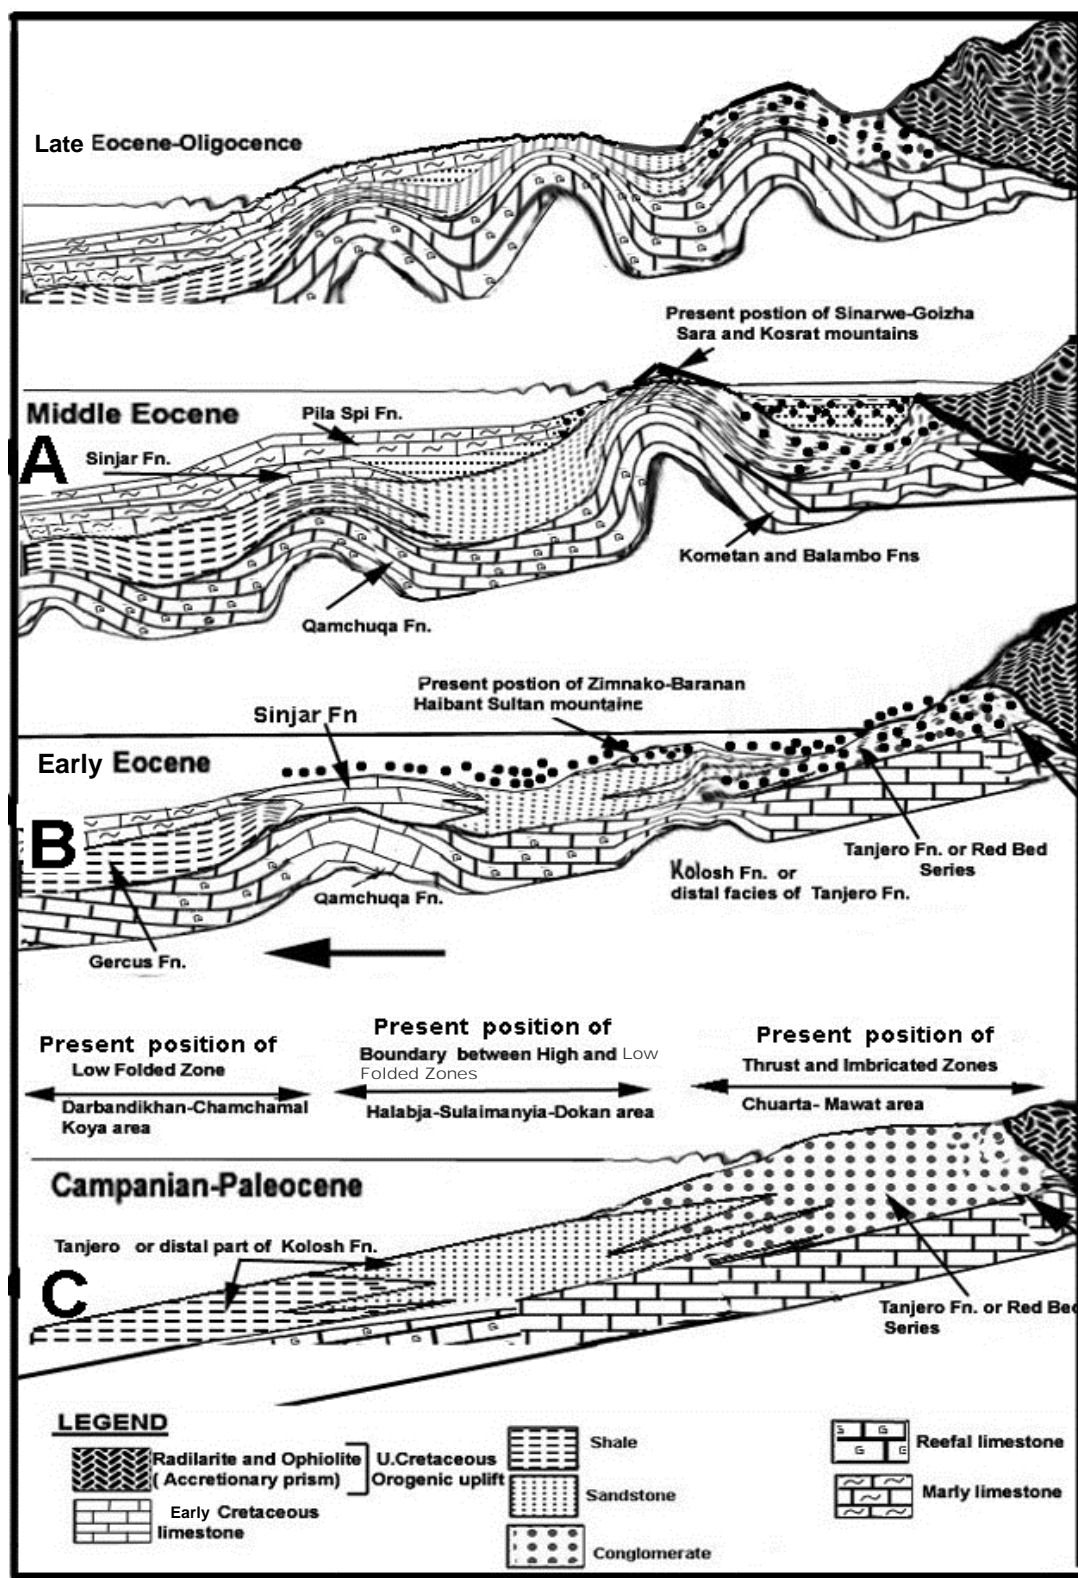 Late Eocene-Oligocence
Present postion of Sinarwe-Goizha
Sara and Kosrat mountains
Middle Eocene
A
Pila Spi Fn.
Sinjar Fn.
Kometan and Balambo Fns
Qamchuqa Fn.
Present postion of Zimnako-Baranan
Haibant Sultan mountains
Sinjar Fn
Early Eocene
B
Tanjero Fn. or Red Bed
Series
Kolosh Fn. or
distal facies of Tanjero Fn.
Qamchuqa Fn.
Gercus Fn.
Present position of
Low Folded Zone
Darbandikhan-Chamchamal
Koya area
Present position of
Boundary between High and Low
Folded Zones
Halabja-Sulaimanyia-Dokan area
Present position of
Thrust and Imbricated Zones
Chuarta- Mawat area
Campanian-Paleocene
Tanjero or distal part of Kolosh Fn.
C
Tanjero Fn. or Red Bed
Series
LEGEND
Radilarite and Ophiolite
( Accretionary prism)
U.Cretaceous
Orogenic uplift
Early Cretaceous
limestone
Shale
Sandstone
Conglomerate
Reefal limestone
Marly limestone